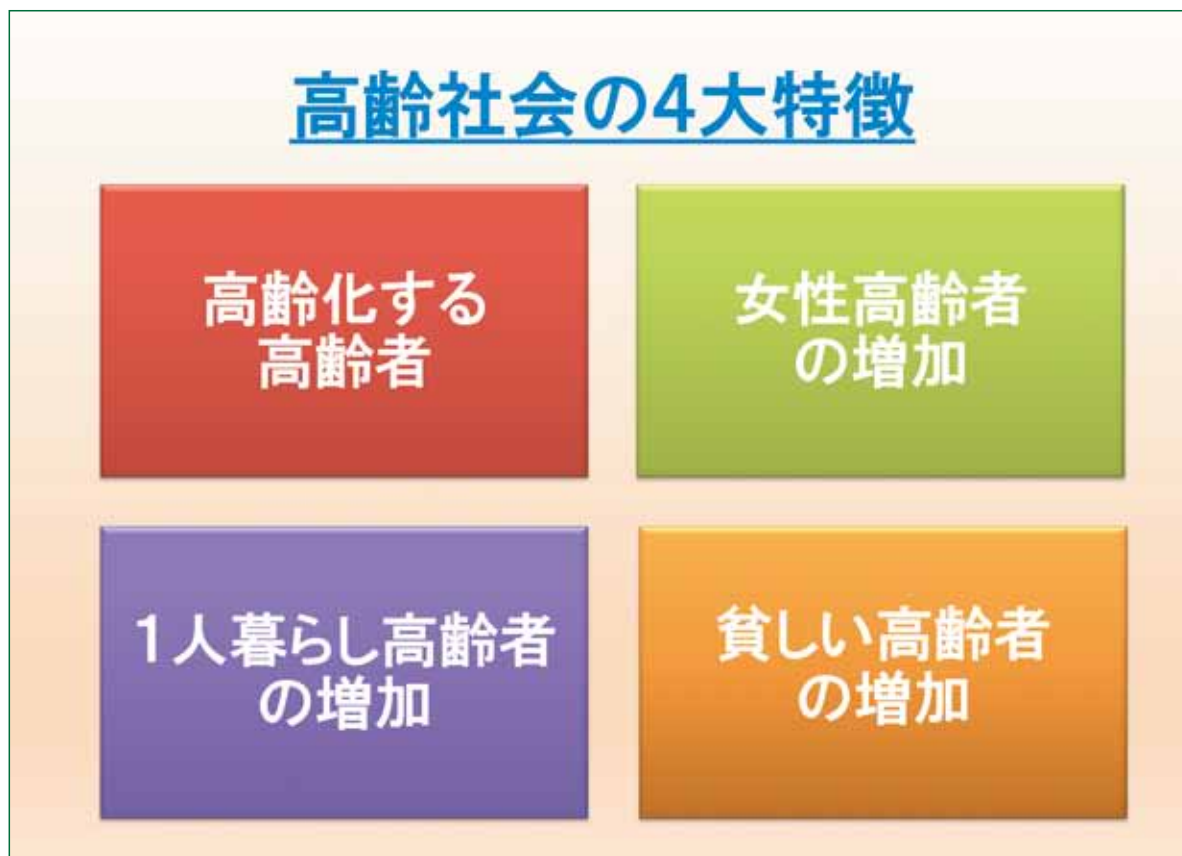 高齢社会の4大特徴
高齢化する
高齢者
女性高齢者
の増加
1人暮らし高齢者
の増加
貧しい高齢者
の増加